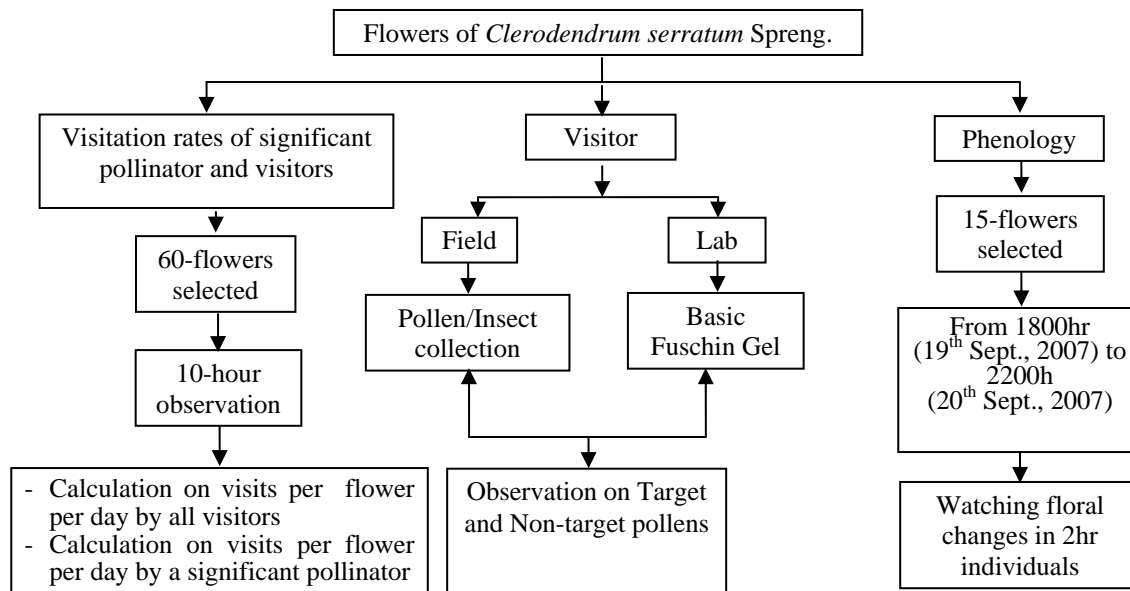 Flowers of Clerodendrum serratum Spreng.
Visitation rates of significant
pollinator and visitors
60-flowers
selected
10-hour
observation
- Calculation on visits per flower
per day by all visitors
- Calculation on visits per flower
per day by a significant pollinator
Visitor
Field
Pollen/Insect
collection
Lab
Basic
Fuschin Gel
Observation on Target
and Non-target pollens
Phenology
15-flowers
selected
From 1800hr
(19th Sept., 2007) to
2200h
(20th Sept., 2007)
Watching floral
changes in 2hr
individuals